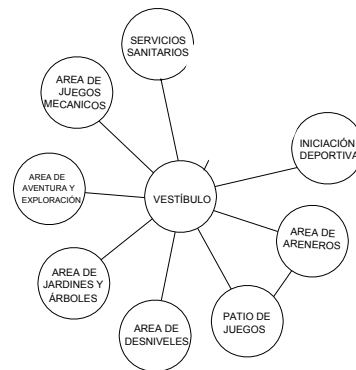 SERVICIOS
SANITARIOS
AREA DE
JUEGOS
MECANICOS
INICIACIÓN
DEPORTIVA
AREA DE
AVENTURA Y
EXPLORACIÓN
VESTÍBULO
AREA DE
ARENEROS
AREA DE
JARDINES Y
ÁRBOLES
PATIO DE
JUEGOS
AREA DE
DESNIVELES